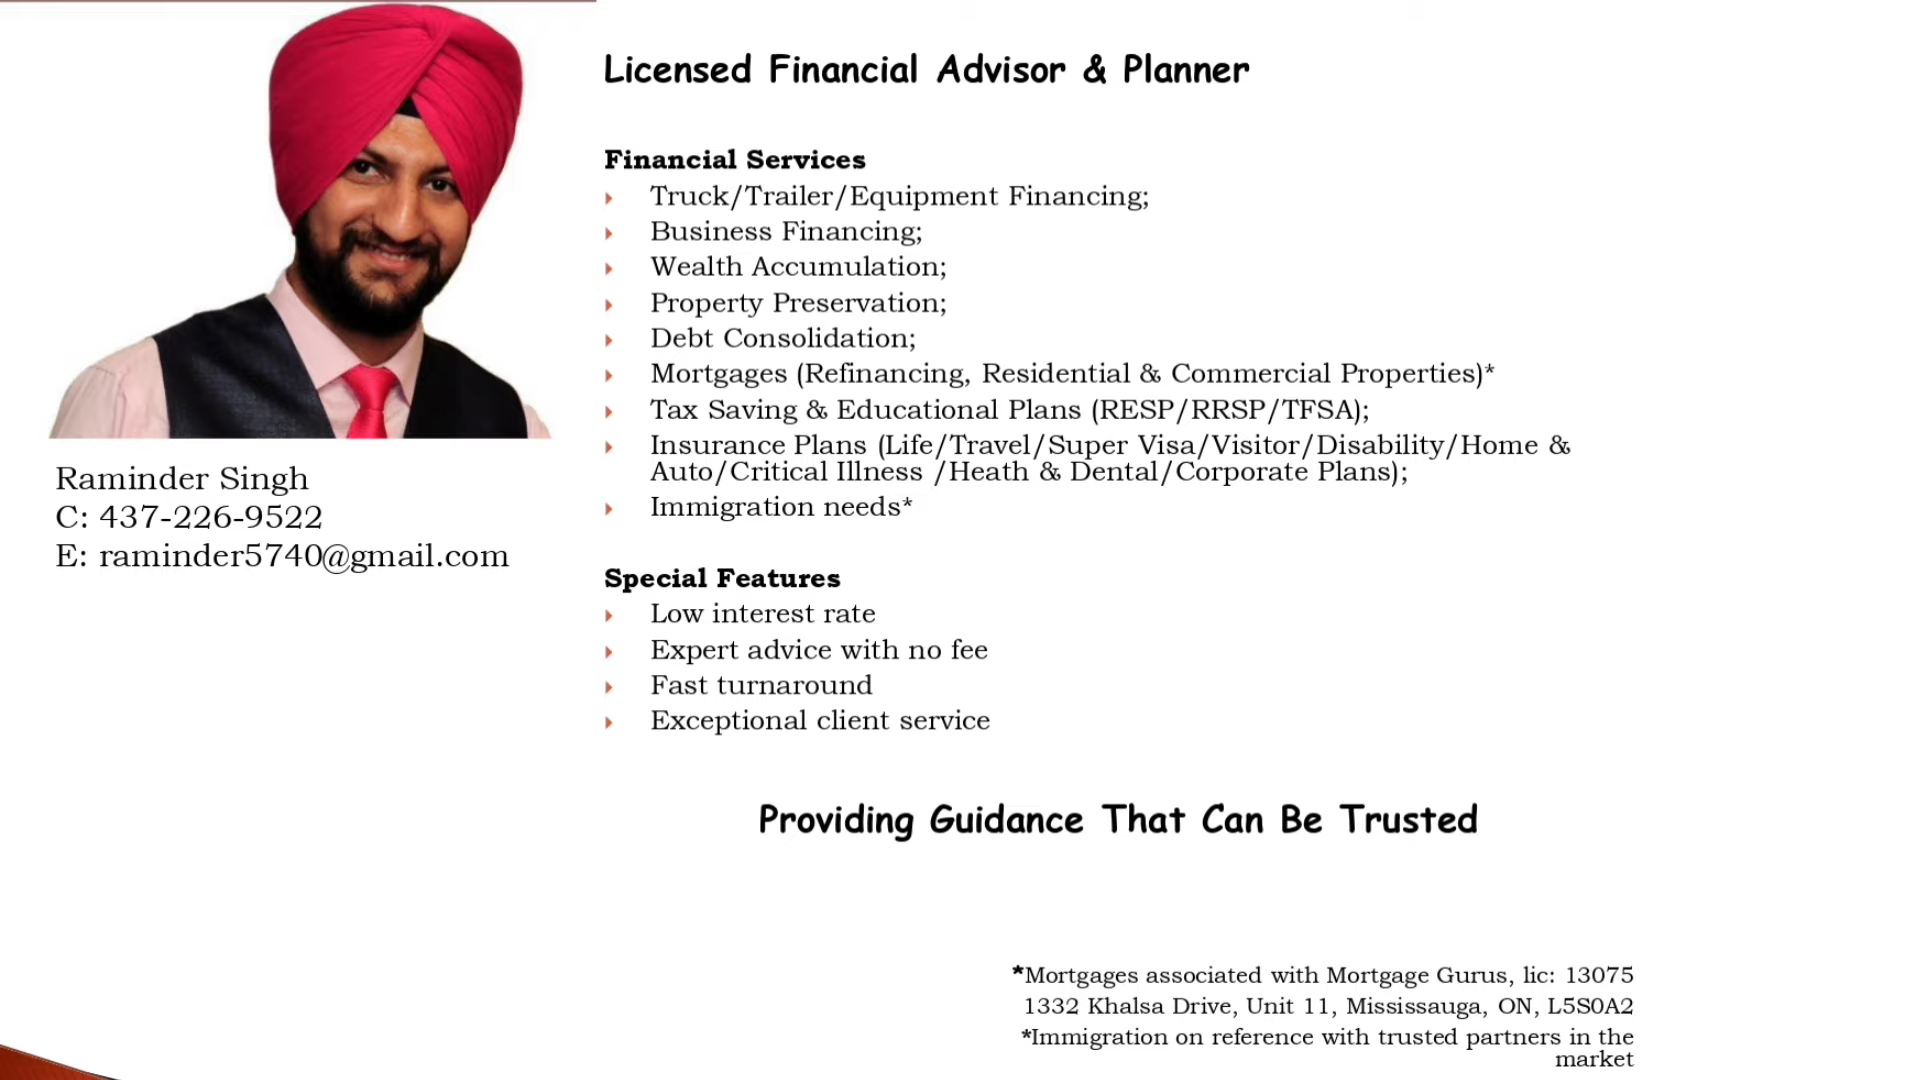 Licensed Financial Advisor & Planner
Financial Services
Truck/Trailer/Equipment Financing;
Business Financing;
Wealth Accumulation;
Property Preservation;
Debt Consolidation;
Mortgages (Refinancing, Residential & Commercial Properties)*
Tax Saving & Educational Plans (RESP/RRSP/TFSA);
Insurance Plans (Life/Travel/Super Visa/Visitor/Disability/Home &
Auto/Critical Illness /Heath & Dental/Corporate Plans);
Immigration needs*
Raminder Singh
C: 437-226-9522
E: raminder5740@gmail.com
Special Features
Low interest rate
Expert advice with no fee
Fast turnaround
Exceptional client service
Providing Guidance That Can Be Trusted
*Mortgages associated with Mortgage Gurus, lic: 13075
1332 Khalsa Drive, Unit 11, Mississauga, ON, L5S0A2
*Immigration on reference with trusted partners in the
market